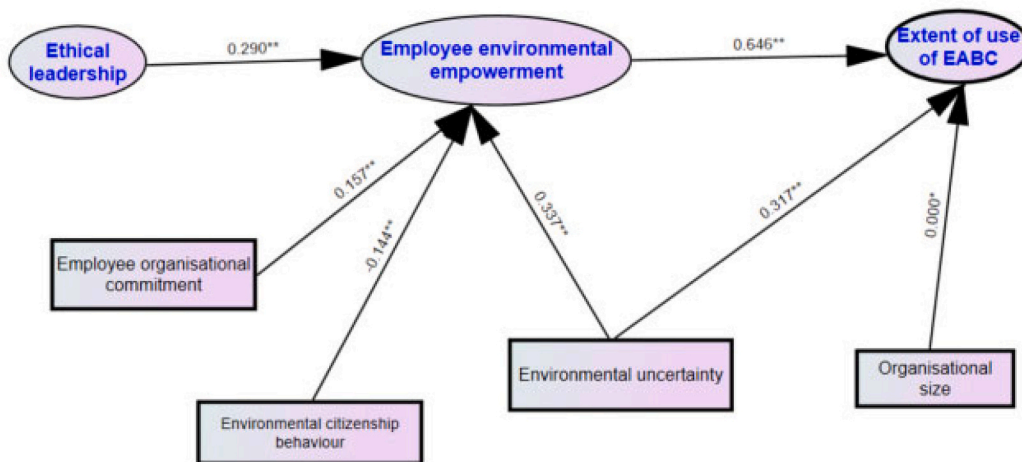 Ethical
leadership
0.290**
Employee environmental
empowerment
0.646**
Extent of use
of EABC
0.157**
-0.144**
0.337**
0.317**
0.000*
Employee organisational
commitment
Environmental citizenship
behaviour
Environmental uncertainty
Organisational
size